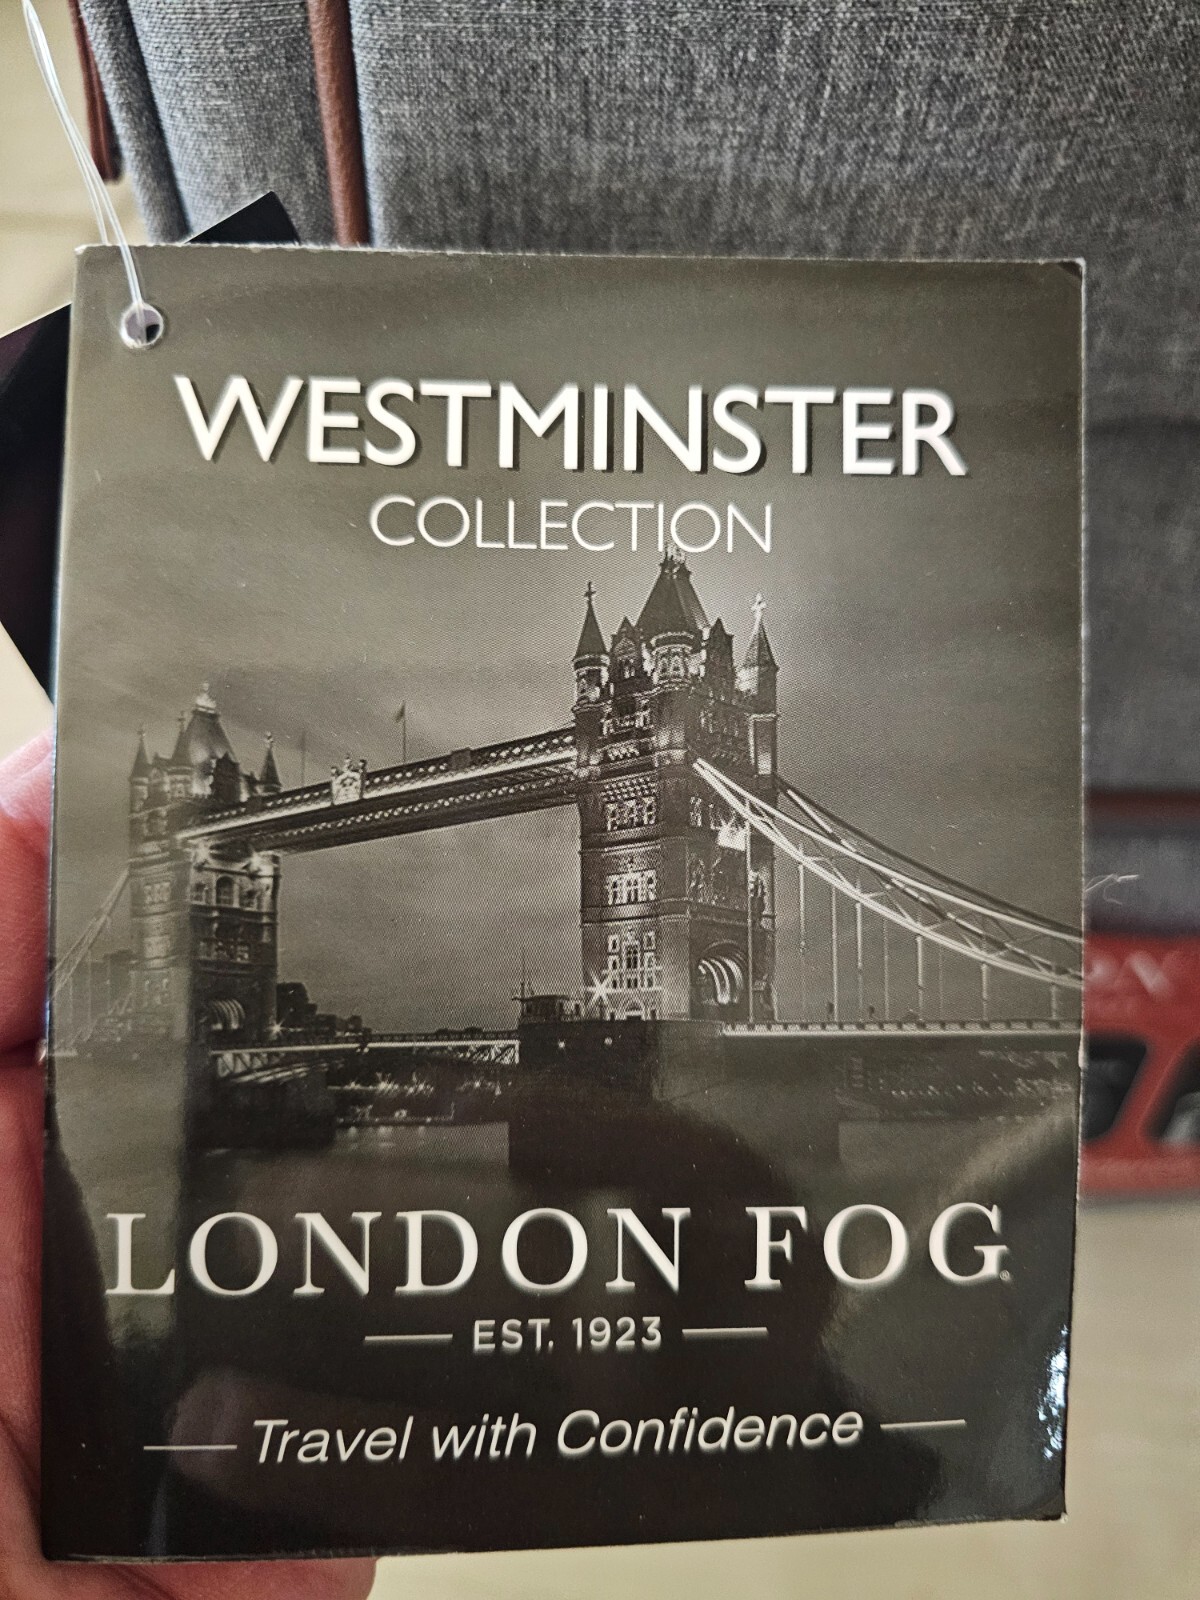 WESTMINSTER
COLLECTION
LONDON FOG®
EST. 1923
Travel with Confidence